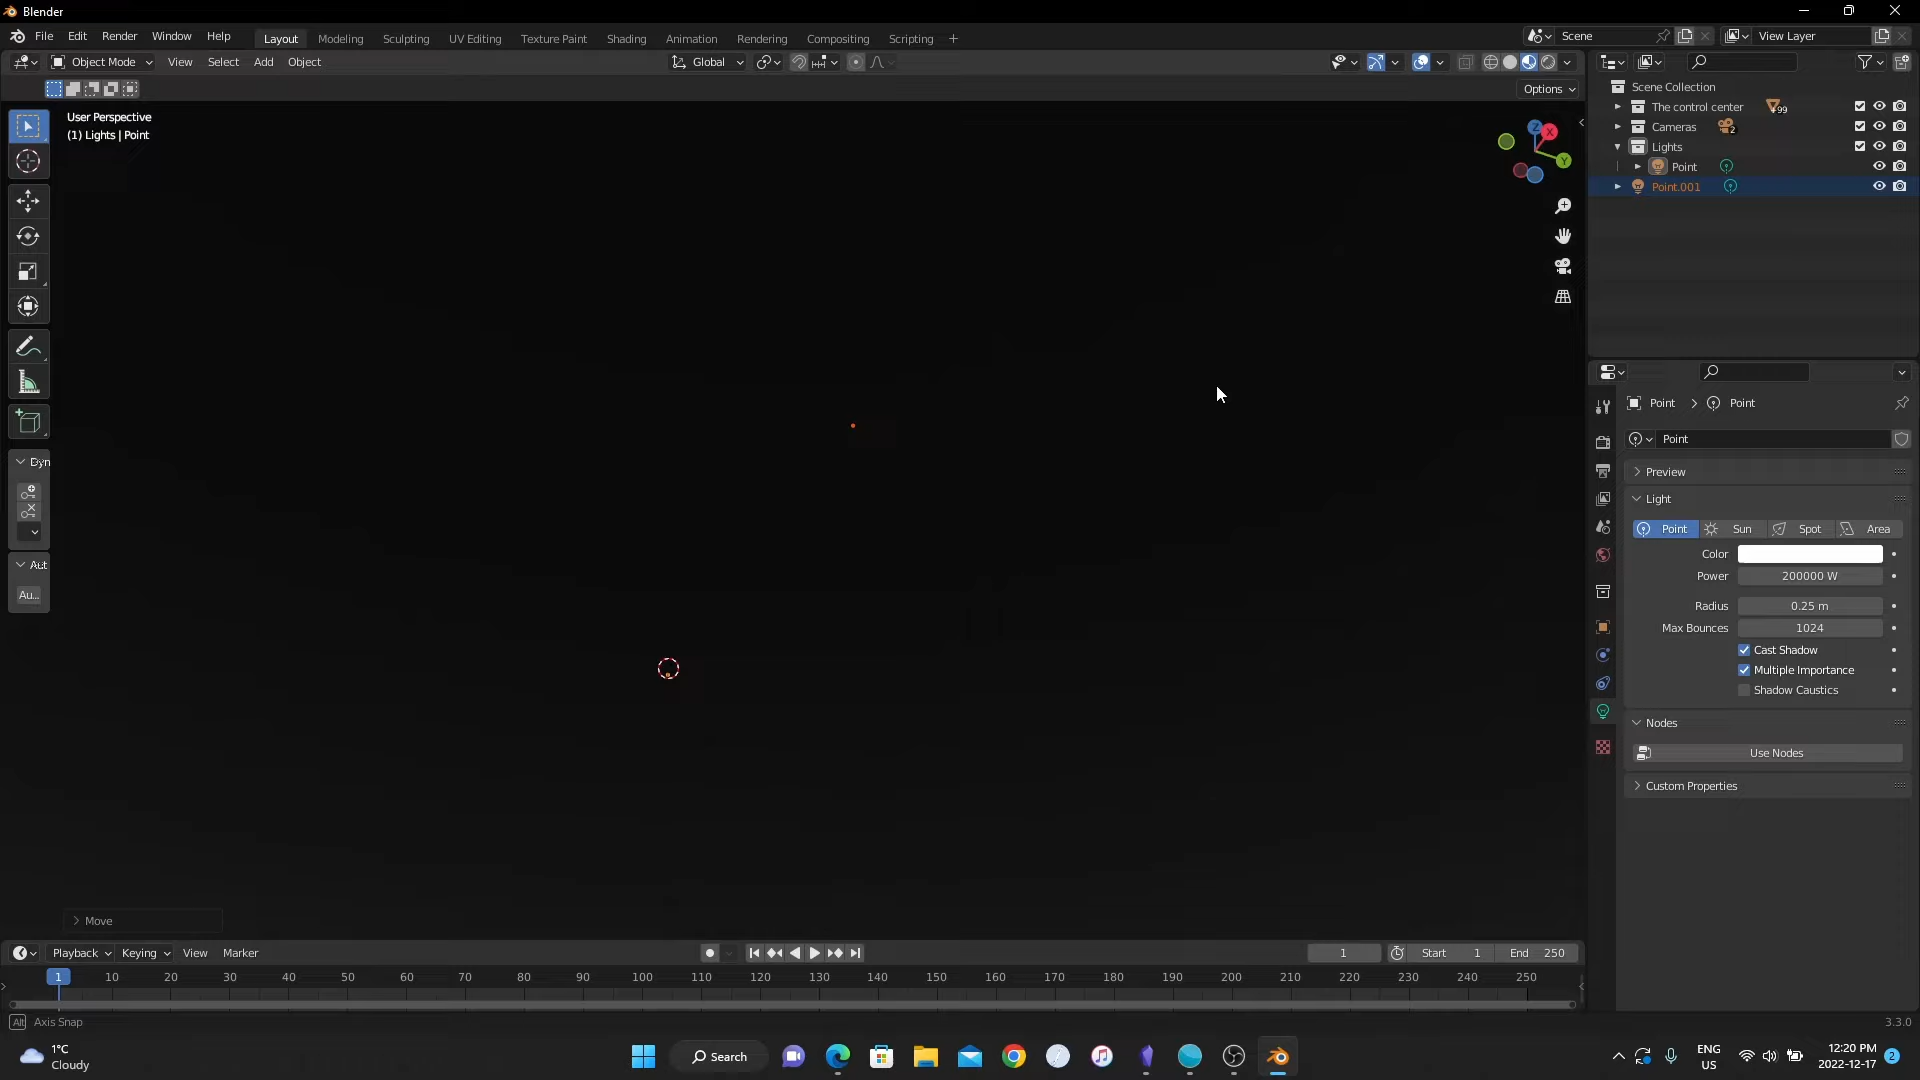 Blender
File Edit Render Window Help Layout Modeling Sculpting UV Editing Texture Paint Shading Animation Rendering Compositing Scripting + Scene View Layer
Object Mode View Select Add Object Global
Options
User Perspective
(1) Lights | Point
Z
X
Y
Scene Collection
The control center +99
Cameras 2
Lights
Point
Point.001
Point Point
Point
Preview
Light
Point Sun Spot Area
Color
Power 200000 W
Radius 0.25 m
Max Bounces 1024
Cast Shadow
Multiple Importance
Shadow Caustics
Nodes
Use Nodes
Custom Properties
Dyn
Aut
Au...
Move
Playback Keying View Marker 1 Start 1 End 250
1 10 20 30 40 50 60 70 80 90 100 110 120 130 140 150 160 170 180 190 200 210 220 230 240 250
Alt Axis Snap 3.3.0
1°C
Cloudy
Search
ENG
US
12:20 PM
2022-12-17
2